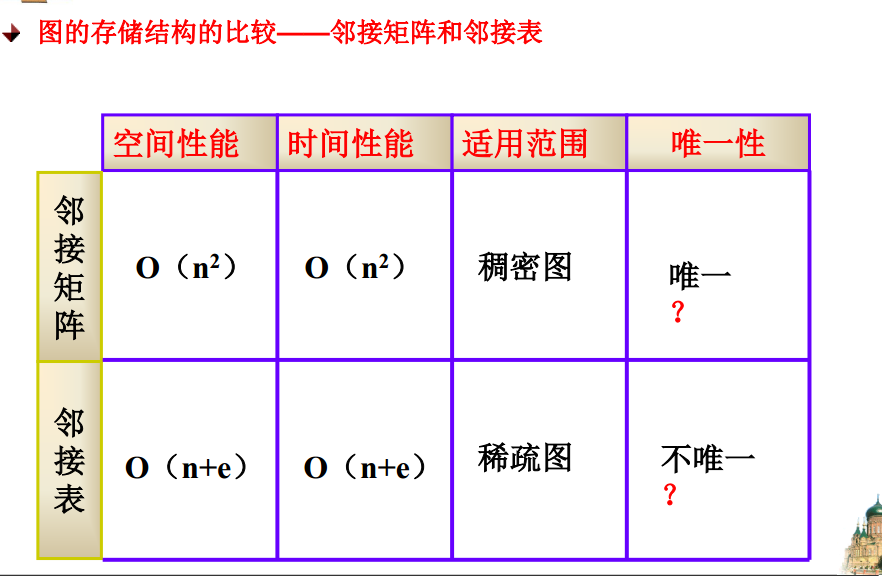 图的存储结构的比较——邻接矩阵和邻接表
空间性能 时间性能 适用范围 唯一性
邻接矩阵
O（n²） O（n²） 稠密图 唯一
？
邻接表
O（n+e） O（n+e） 稀疏图 不唯一
？